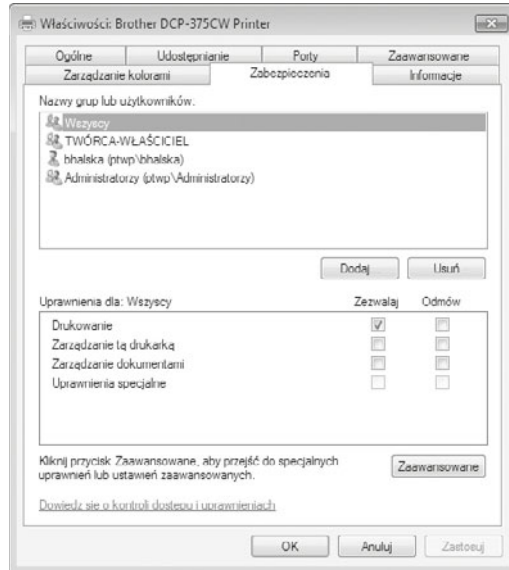 Właściwości: Brother DCP-375CW Printer
Ogólne Udostępnianie Porty Zaawansowane
Zarządzanie kolorami Zabezpieczenia Informacje
Nazwy grup lub użytkowników:
Wszyscy
TWÓRCA-WŁAŚCICIEL
bhalska (ptwp\bhalska)
Administratorzy (ptwp\Administratorzy)
Dodaj... Usuń
Uprawnienia dla: Wszyscy Zezwalaj Odmów
Drukowanie
Zarządzanie tą drukarką
Zarządzanie dokumentami
Uprawnienia specjalne
Kliknij przycisk Zaawansowane, aby przejść do specjalnych
uprawnień lub ustawień zaawansowanych.
Zaawansowane
Dowiedz się o kontroli dostępu i uprawnieniach
OK Anuluj Zastosuj